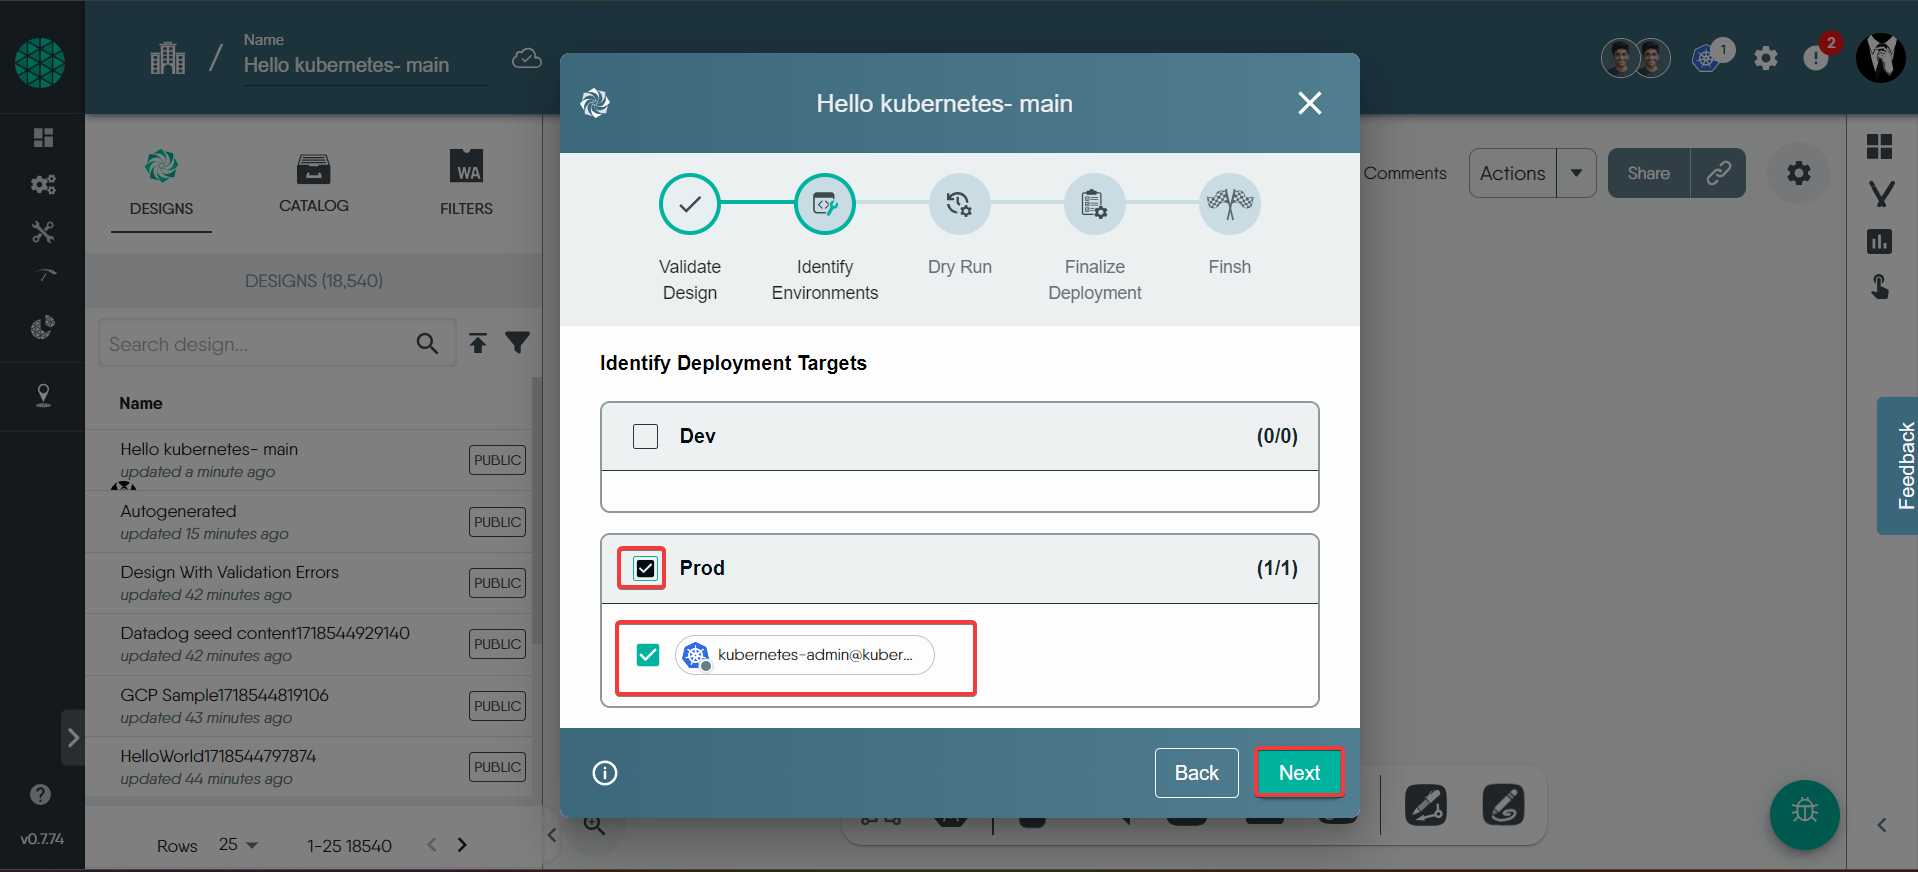 Name
Hello kubernetes- main
1
2
DESIGNS
CATALOG
WA
FILTERS
DESIGNS (18,540)
Search design...
Name
Hello kubernetes- main
updated a minute ago
PUBLIC
Autogenerated
updated 15 minutes ago
PUBLIC
Design With Validation Errors
updated 42 minutes ago
PUBLIC
Datadog seed content1718544929140
updated 42 minutes ago
PUBLIC
GCP Sample1718544819106
updated 43 minutes ago
PUBLIC
HelloWorld1718544797874
updated 44 minutes ago
PUBLIC
v0.7.74
Rows 25 1-25 18540
Hello kubernetes- main
Validate
Design
Identify
Environments
Dry Run
Finalize
Deployment
Finsh
Identify Deployment Targets
Dev (0/0)
Prod (1/1)
kubernetes-admin@kuber...
Back
Next
Comments
Actions
Share
Feedback